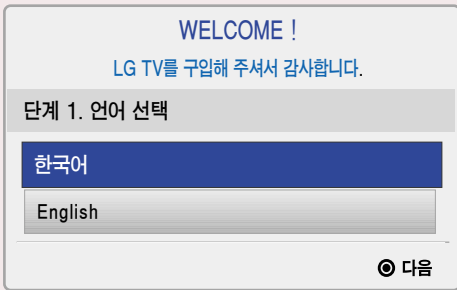 WELCOME !
LG TV를 구입해 주셔서 감사합니다.
단계 1. 언어 선택
한국어
English
◉ 다음